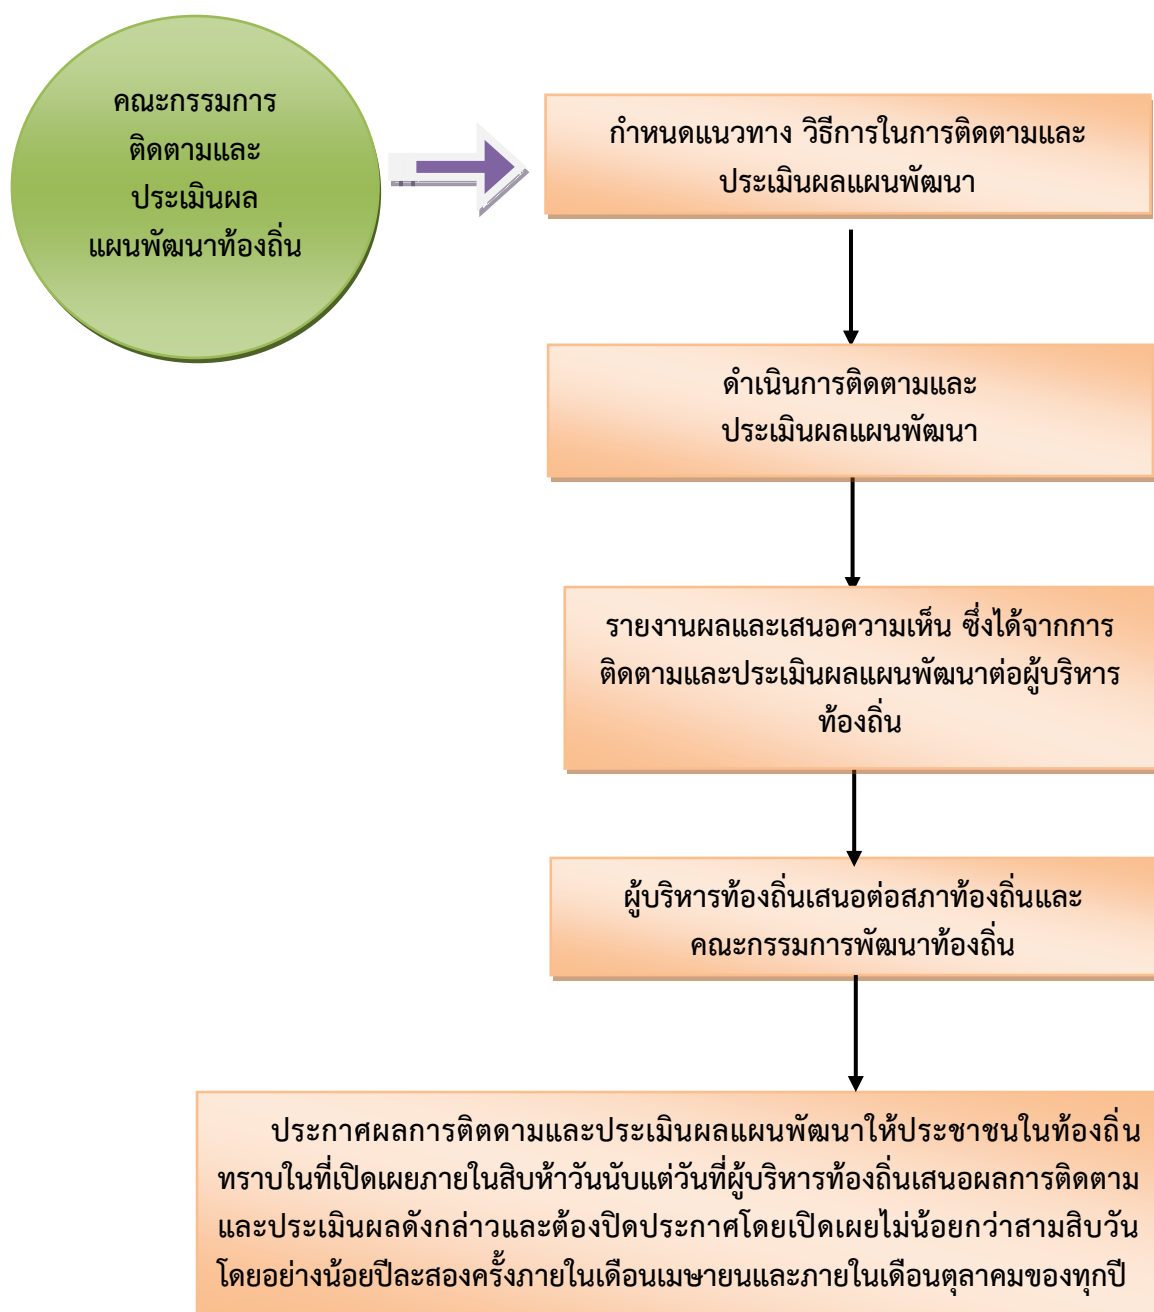 คณะกรรมการ
ติดตามและ
ประเมินผล
แผนพัฒนาท้องถิ่น
กำหนดแนวทาง วิธีการในการติดตามและ
ประเมินผลแผนพัฒนา
ดำเนินการติดตามและ
ประเมินผลแผนพัฒนา
รายงานผลและเสนอความเห็น ซึ่งได้จากการ
ติดตามและประเมินผลแผนพัฒนาต่อผู้บริหาร
ท้องถิ่น
ผู้บริหารท้องถิ่นเสนอต่อสภาท้องถิ่นและ
คณะกรรมการพัฒนาท้องถิ่น
ประกาศผลการติตดามและประเมินผลแผนพัฒนาให้ประชาชนในท้องถิ่น
ทราบในที่เปิดเผยภายในสิบห้าวันนับแต่วันที่ผู้บริหารท้องถิ่นเสนอผลการติดตาม
และประเมินผลดังกล่าวและต้องปิดประกาศโดยเปิดเผยไม่น้อยกว่าสามสิบวัน
โดยอย่างน้อยปีละสองครั้งภายในเดือนเมษายนและภายในเดือนตุลาคมของทุกปี